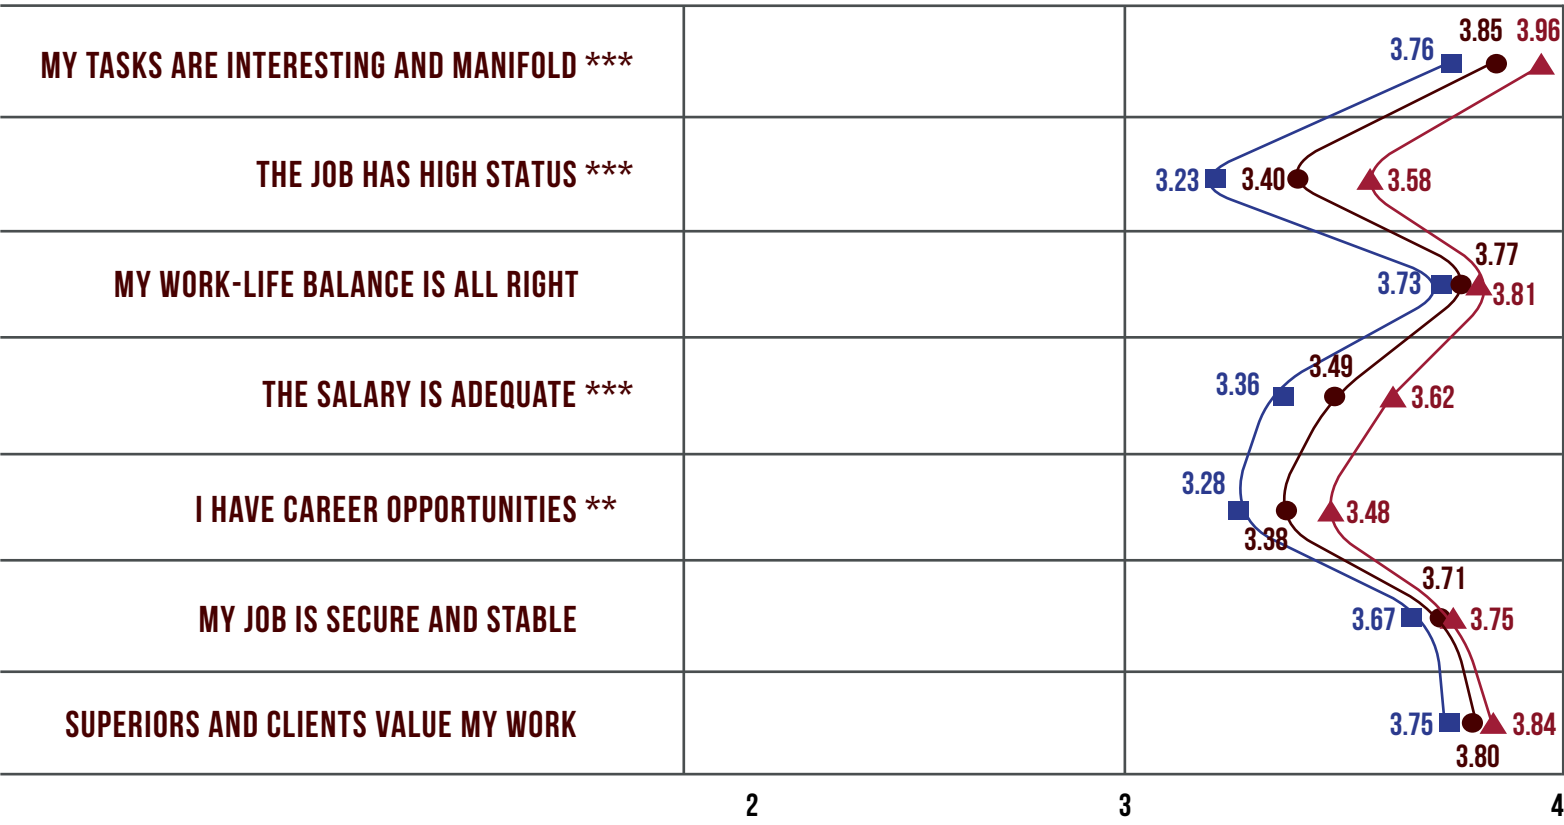 3.85 3.96
3.76
MY TASKS ARE INTERESTING AND MANIFOLD ***
THE JOB HAS HIGH STATUS ***
3.23 3.40 3.58
3.77
MY WORK-LIFE BALANCE IS ALL RIGHT
3.73 3.81
3.49
THE SALARY IS ADEQUATE ***
3.36 3.62
3.28
I HAVE CAREER OPPORTUNITIES **
3.48
3.38
3.71
MY JOB IS SECURE AND STABLE
3.67 3.75
SUPERIORS AND CLIENTS VALUE MY WORK
3.75 3.84
3.80
2 3 4